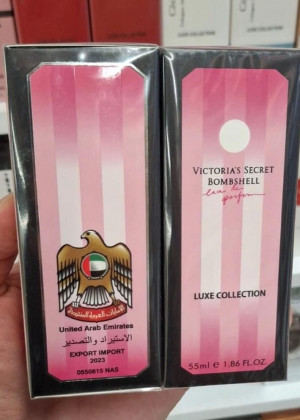 United Arab Emirates
الاستيراد والتصدير
EXPORT IMPORT
2023
0550615 NAS
VICTORIA'S SECRET
BOMBSHELL
eau de
parfum
LUXE COLLECTION
55ml ℮ 1.86 FL.OZ